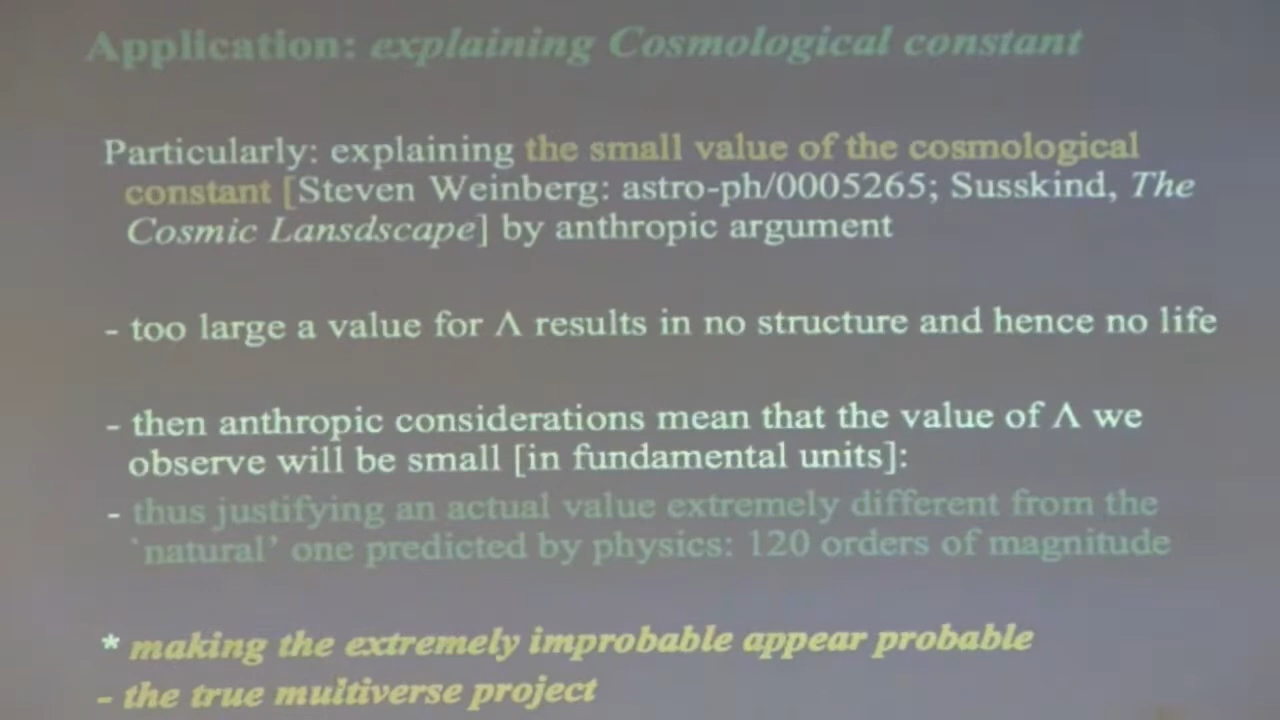 Application: explaining Cosmological constant
Particularly: explaining the small value of the cosmological
constant [Steven Weinberg: astro-ph/0005265; Susskind, The
Cosmic Lansdscape] by anthropic argument
- too large a value for Λ results in no structure and hence no life
- then anthropic considerations mean that the value of Λ we
observe will be small [in fundamental units]:
- thus justifying an actual value extremely different from the
`natural' one predicted by physics: 120 orders of magnitude
* making the extremely improbable appear probable
- the true multiverse project